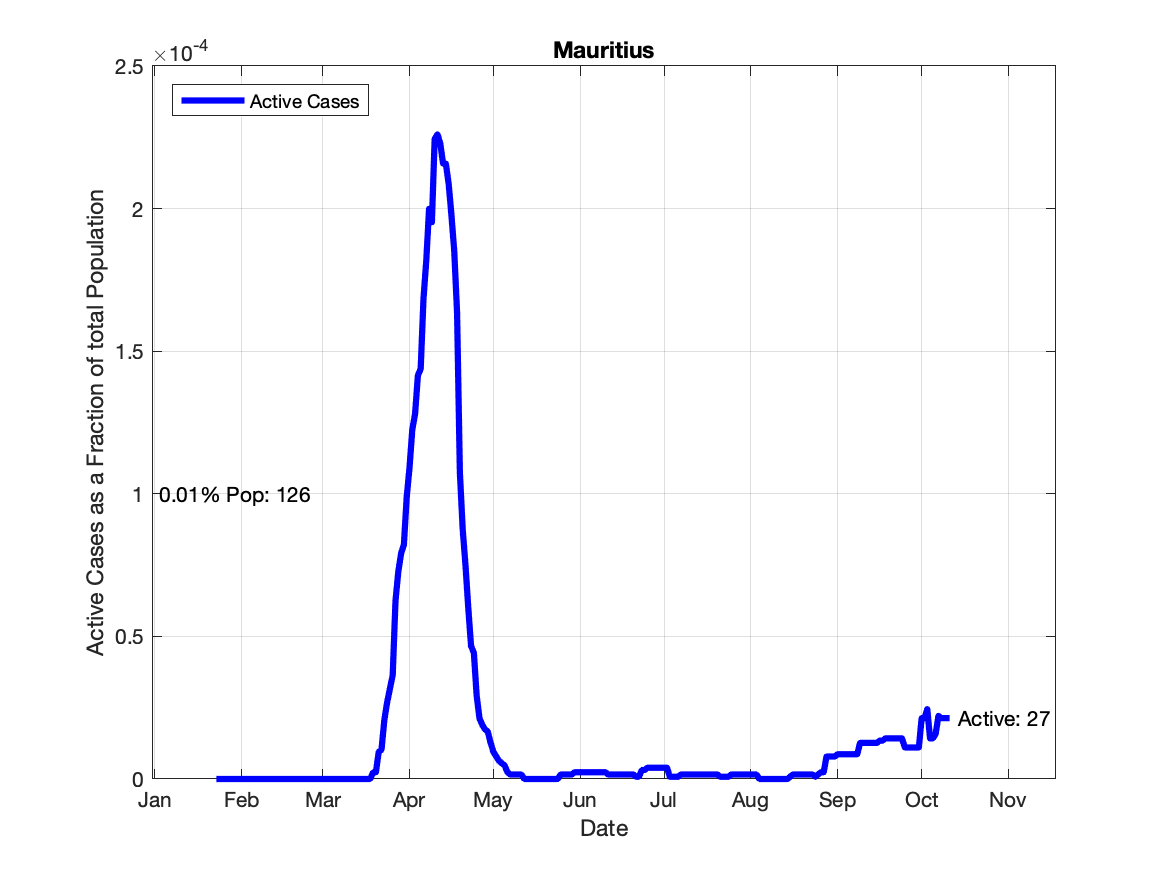 Mauritius
×10-4
2.5
2
1.5
1
0.5
0
Active Cases
0.01% Pop: 126
Active: 27
Active Cases as a Fraction of total Population
Jan Feb Mar Apr May Jun Jul Aug Sep Oct Nov
Date